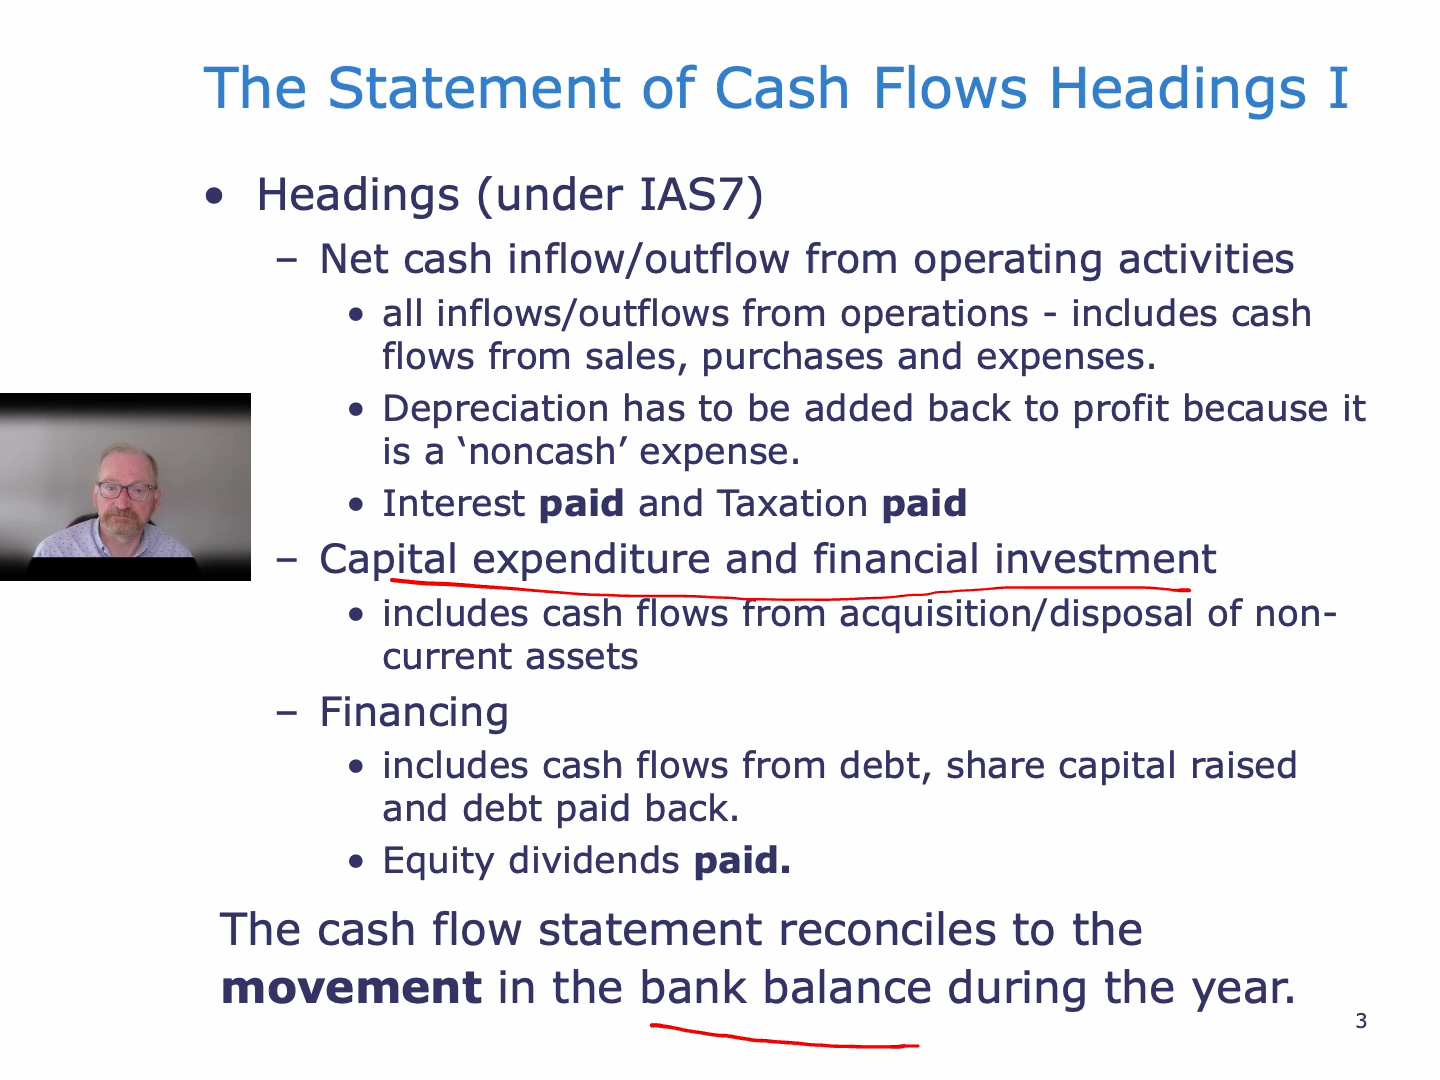 The Statement of Cash Flows Headings I
• Headings (under IAS7)
– Net cash inflow/outflow from operating activities
• all inflows/outflows from operations - includes cash
flows from sales, purchases and expenses.
• Depreciation has to be added back to profit because it
is a ‘noncash’ expense.
• Interest paid and Taxation paid
– Capital expenditure and financial investment
• includes cash flows from acquisition/disposal of non-
current assets
– Financing
• includes cash flows from debt, share capital raised
and debt paid back.
• Equity dividends paid.
The cash flow statement reconciles to the
movement in the bank balance during the year.
3